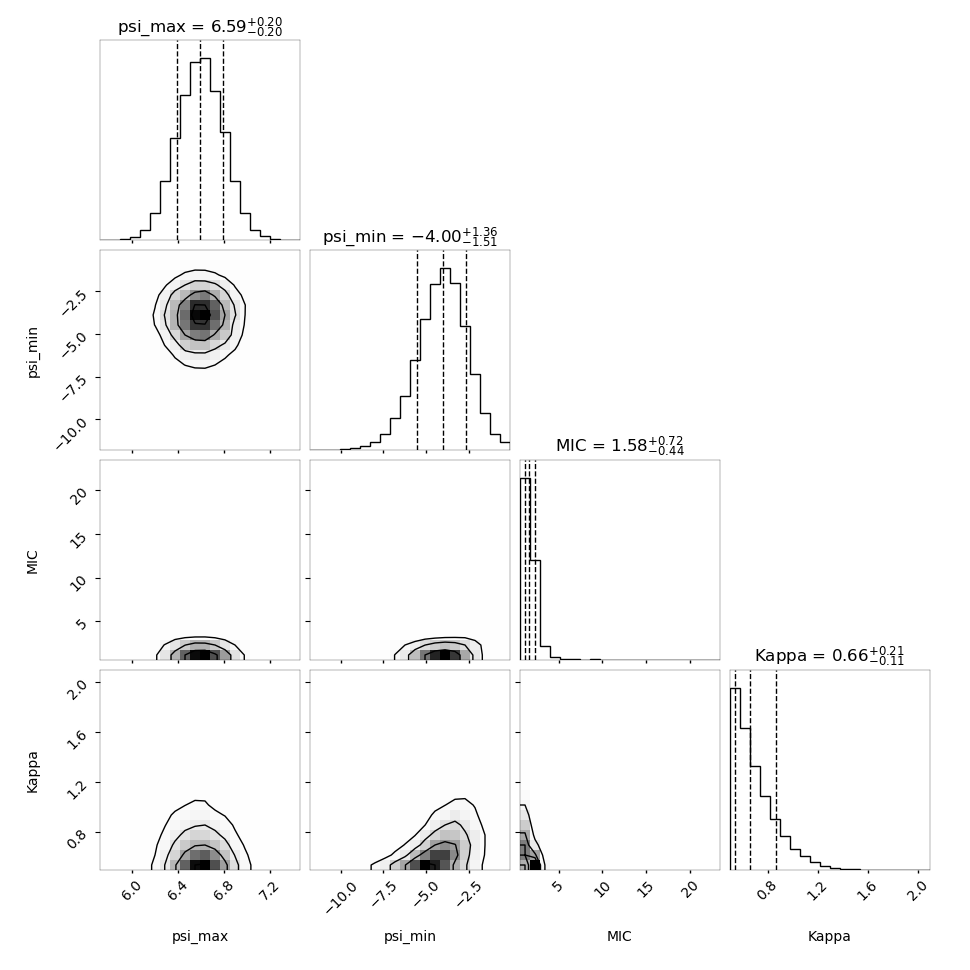 psi_max = 6.59+0.20−0.20
psi_min = −4.00+1.36−1.51
−2.5
−5.0
−7.5
−10.0
psi_min
MIC = 1.58+0.72−0.44
20
15
10
5
MIC
Kappa = 0.66+0.21−0.11
2.0
1.6
1.2
0.8
Kappa
6.0 6.4 6.8 7.2
−10.0 −7.5 −5.0 −2.5
5 10 15 20
0.8 1.2 1.6 2.0
psi_max psi_min MIC Kappa